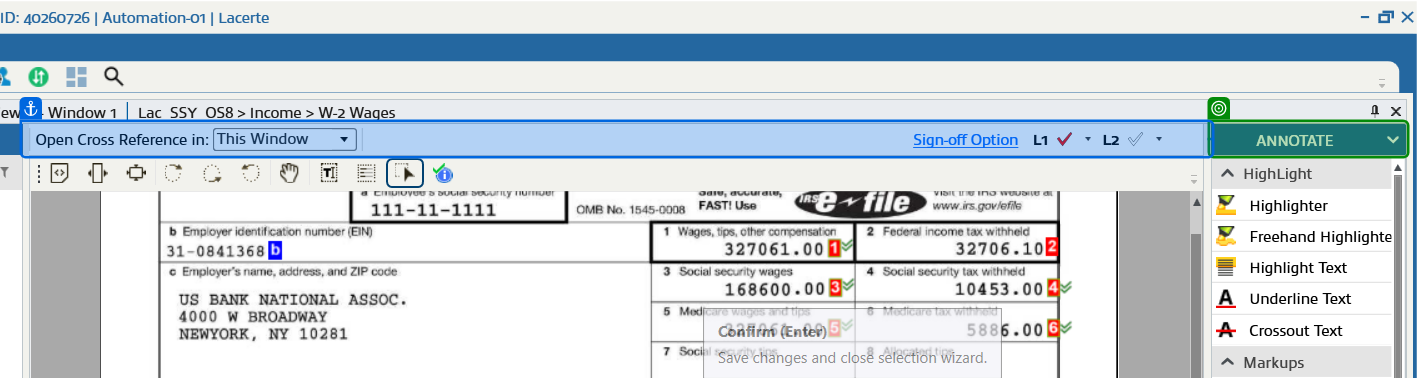 ID: 40260726 | Automation-01 | Lacerte
ew - Window 1 | Lac_SSY_OS8 > Income > W-2 Wages
Open Cross Reference in: This Window
Sign-off Option L1 L2
ANNOTATE
HighLight
Highlighter
Freehand Highlighte
Highlight Text
Underline Text
Crossout Text
Markups
a Employee's social security number
111-11-1111
OMB No. 1545-0008
Safe, accurate,
FAST! Use
IRS e~file
Visit the IRS website at
www.irs.gov/efile
b Employer identification number (EIN)
31-0841368 b
1 Wages, tips, other compensation
327061.00 1
2 Federal income tax withheld
32706.10 2
c Employer's name, address, and ZIP code
US BANK NATIONAL ASSOC.
4000 W BROADWAY
NEWYORK, NY 10281
3 Social security wages
168600.00 3
4 Social security tax withheld
10453.00 4
5 Medicare wages and tips
5
6 Medicare tax withheld
5886.00 6
7 Social security tips
8 Allocated tips
Confirm (Enter)
Save changes and close selection wizard.